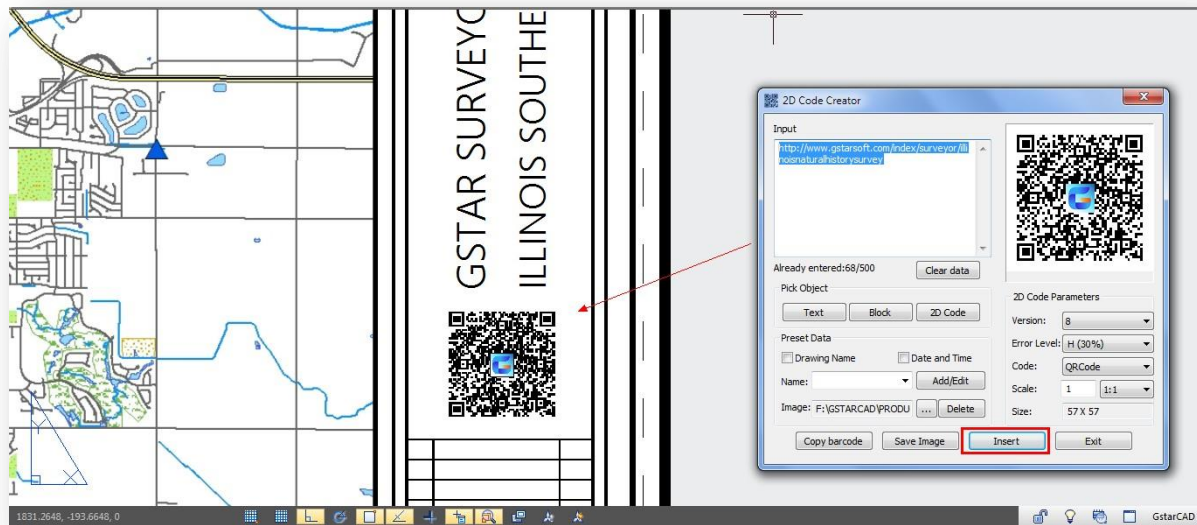 GSTAR SURVEYO
ILLINOIS SOUTHE
Y
X
2D Code Creator
Input
http://www.gstarsoft.com/index/surveyor/illi
noisnaturalhistorysurvey
Already entered:68/500
Clear data
Pick Object
Text
Block
2D Code
Preset Data
Drawing Name
Date and Time
Name:
Add/Edit
Image:
F:\GSTARCAD\PRODU
...
Delete
2D Code Parameters
Version:
8
Error Level:
H (30%)
Code:
QRCode
Scale:
1
1:1
Size:
57 X 57
Copy barcode
Save Image
Insert
Exit
1831.2648, -193.6648, 0
GstarCAD